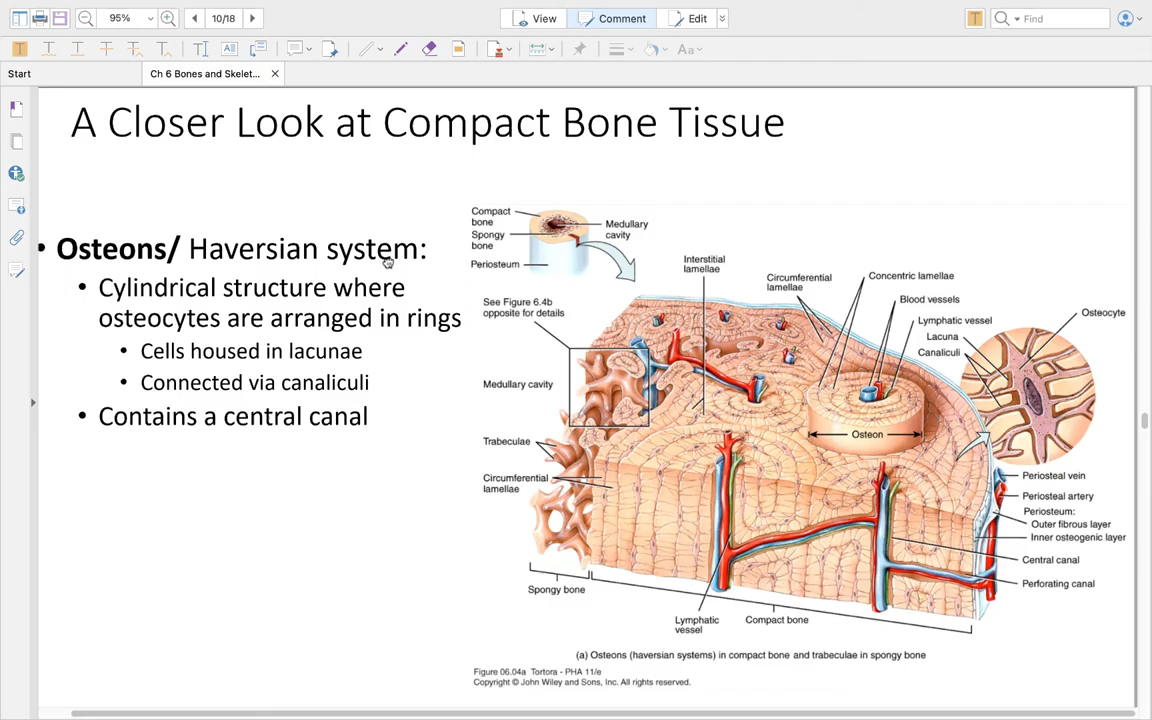 95%
10/18
View
Comment
Edit
T
Find
T
T
T
T
T
T
T
Aa
Start
Ch 6 Bones and Skelet...
A Closer Look at Compact Bone Tissue
• Osteons/ Haversian system:
• Cylindrical structure where
osteocytes are arranged in rings
• Cells housed in lacunae
• Connected via canaliculi
• Contains a central canal
Compact
bone
Spongy
bone
Periosteum
Medullary
cavity
See Figure 6.4b
opposite for details
Interstitial
lamellae
Circumferential
lamellae
Concentric lamellae
Blood vessels
Lymphatic vessel
Lacuna
Canaliculi
Osteocyte
Medullary cavity
Osteon
Trabeculae
Circumferential
lamellae
Periosteal vein
Periosteal artery
Periosteum:
Outer fibrous layer
Inner osteogenic layer
Central canal
Perforating canal
Spongy bone
Lymphatic
vessel
Compact bone
(a) Osteons (haversian systems) in compact bone and trabeculae in spongy bone
Figure 06.04a Tortora - PHA 11/e
Copyright © John Wiley and Sons, Inc. All rights reserved.